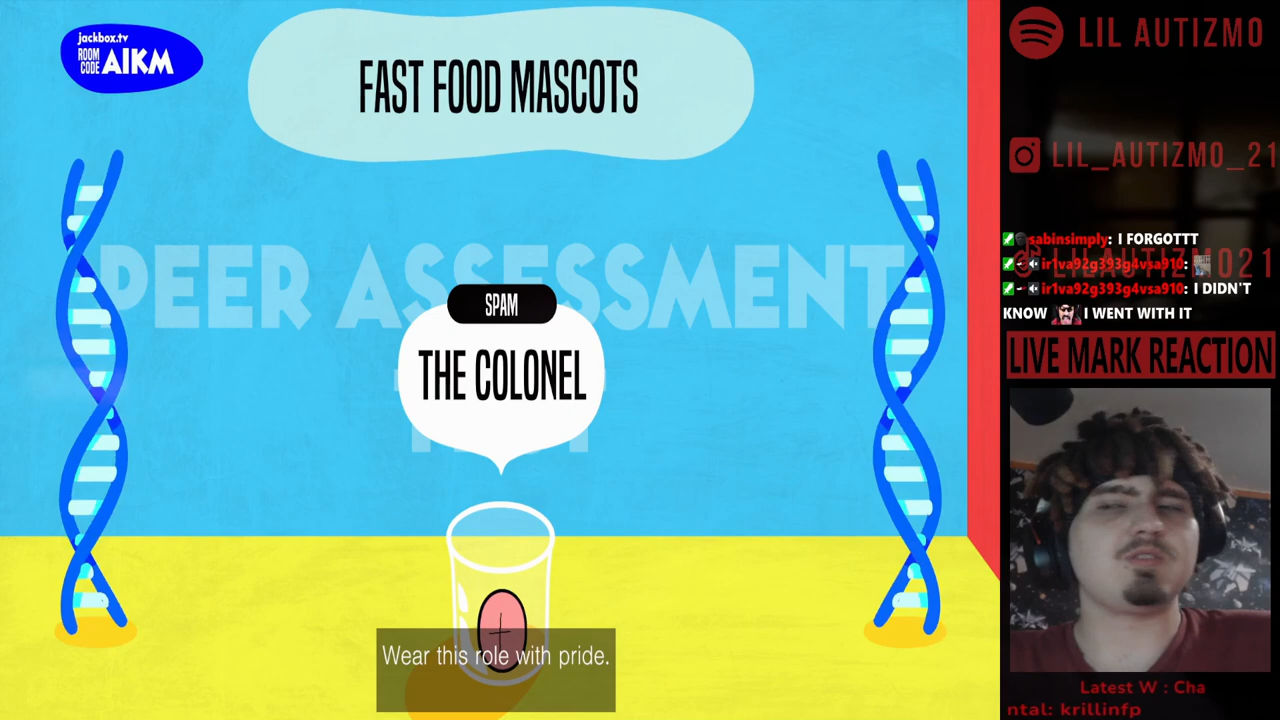 jackbox.tv
ROOM
CODE AIKM
FAST FOOD MASCOTS
PEER ASSESSMENT
SPAM
THE COLONEL
Wear this role with pride.
LIL AUTIZMO
LIL_AUTIZMO_21
sabinsimply: I FORGOTTT
ir1va92g393g4vsa910:
ir1va92g393g4vsa910: I DIDN'T
KNOW I WENT WITH IT
LIVE MARK REACTION
Latest W : Cha
ntal: krillinfp